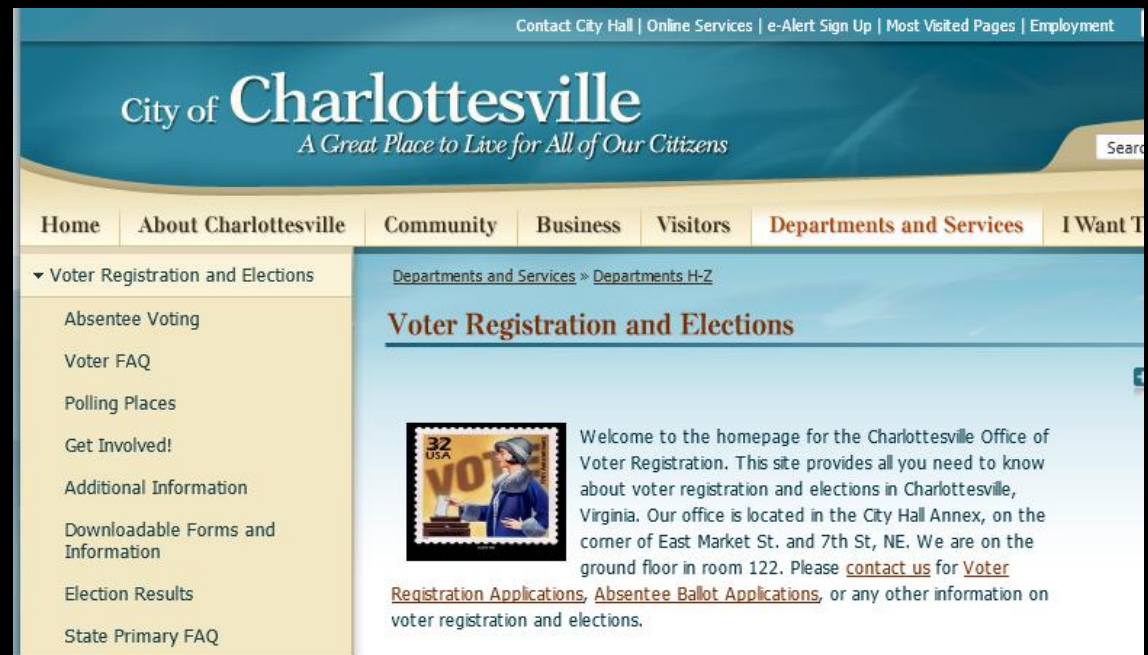 Contact City Hall | Online Services | e-Alert Sign Up | Most Visited Pages | Employment
City of Charlottesville
A Great Place to Live for All of Our Citizens
Searc
Home About Charlottesville Community Business Visitors Departments and Services I Want T
Voter Registration and Elections
Absentee Voting
Voter FAQ
Polling Places
Get Involved!
Additional Information
Downloadable Forms and
Information
Election Results
State Primary FAQ
Departments and Services » Departments H-Z
Voter Registration and Elections
32
USA
VOT
Welcome to the homepage for the Charlottesville Office of
Voter Registration. This site provides all you need to know
about voter registration and elections in Charlottesville,
Virginia. Our office is located in the City Hall Annex, on the
corner of East Market St. and 7th St, NE. We are on the
ground floor in room 122. Please contact us for Voter
Registration Applications, Absentee Ballot Applications, or any other information on
voter registration and elections.